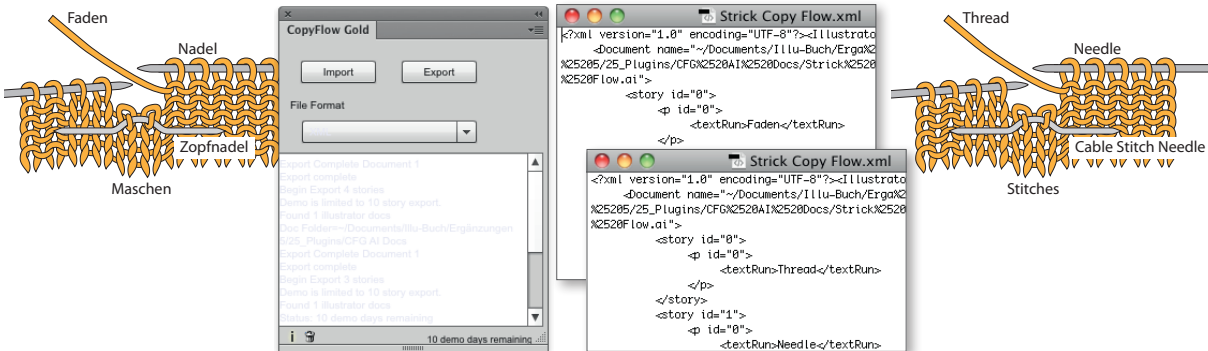 Faden
Nadel
Zopfnadel
Maschen
CopyFlow Gold
Import
Export
File Format
Export Complete Document 1
Export complete
Begin Export 4 stories
Demo is limited to 10 story export.
Found 1 illustrator docs
Doc Folder=~/Documents/Illu-Buch/Ergänzungen
5/25_Plugins/CFG AI Docs
Export Complete Document 1
Export complete
Begin Export 3 stories
Demo is limited to 10 story export.
Found 1 illustrator docs
Status: 10 demo days remaining
10 demo days remaining
Strick Copy Flow.xml
<?xml version="1.0" encoding="UTF-8"?><Illustrato
<Document name="~/Documents/Illu-Buch/Erga%2
%25205/25_Plugins/CFG%2520AI%2520Docs/Strick%2520
%2520Flow.ai">
<story id="0">
<p id="0">
<textRun>Faden</textRun>
</p>
Strick Copy Flow.xml
<?xml version="1.0" encoding="UTF-8"?><Illustrato
<Document name="~/Documents/Illu-Buch/Erga%2
%25205/25_Plugins/CFG%2520AI%2520Docs/Strick%2520
%2520Flow.ai">
<story id="0">
<p id="0">
<textRun>Thread</textRun>
</p>
</story>
<story id="1">
<p id="0">
<textRun>Needle</textRun>
Thread
Needle
Cable Stitch Needle
Stitches